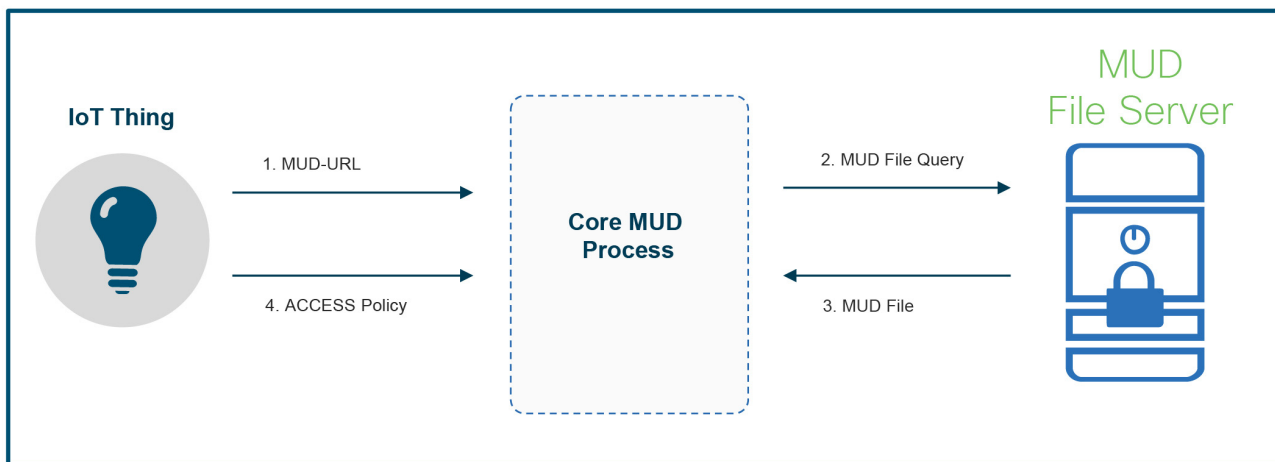 MUD
File Server
IoT Thing
1. MUD-URL
2. MUD File Query
Core MUD
Process
4. ACCESS Policy
3. MUD File